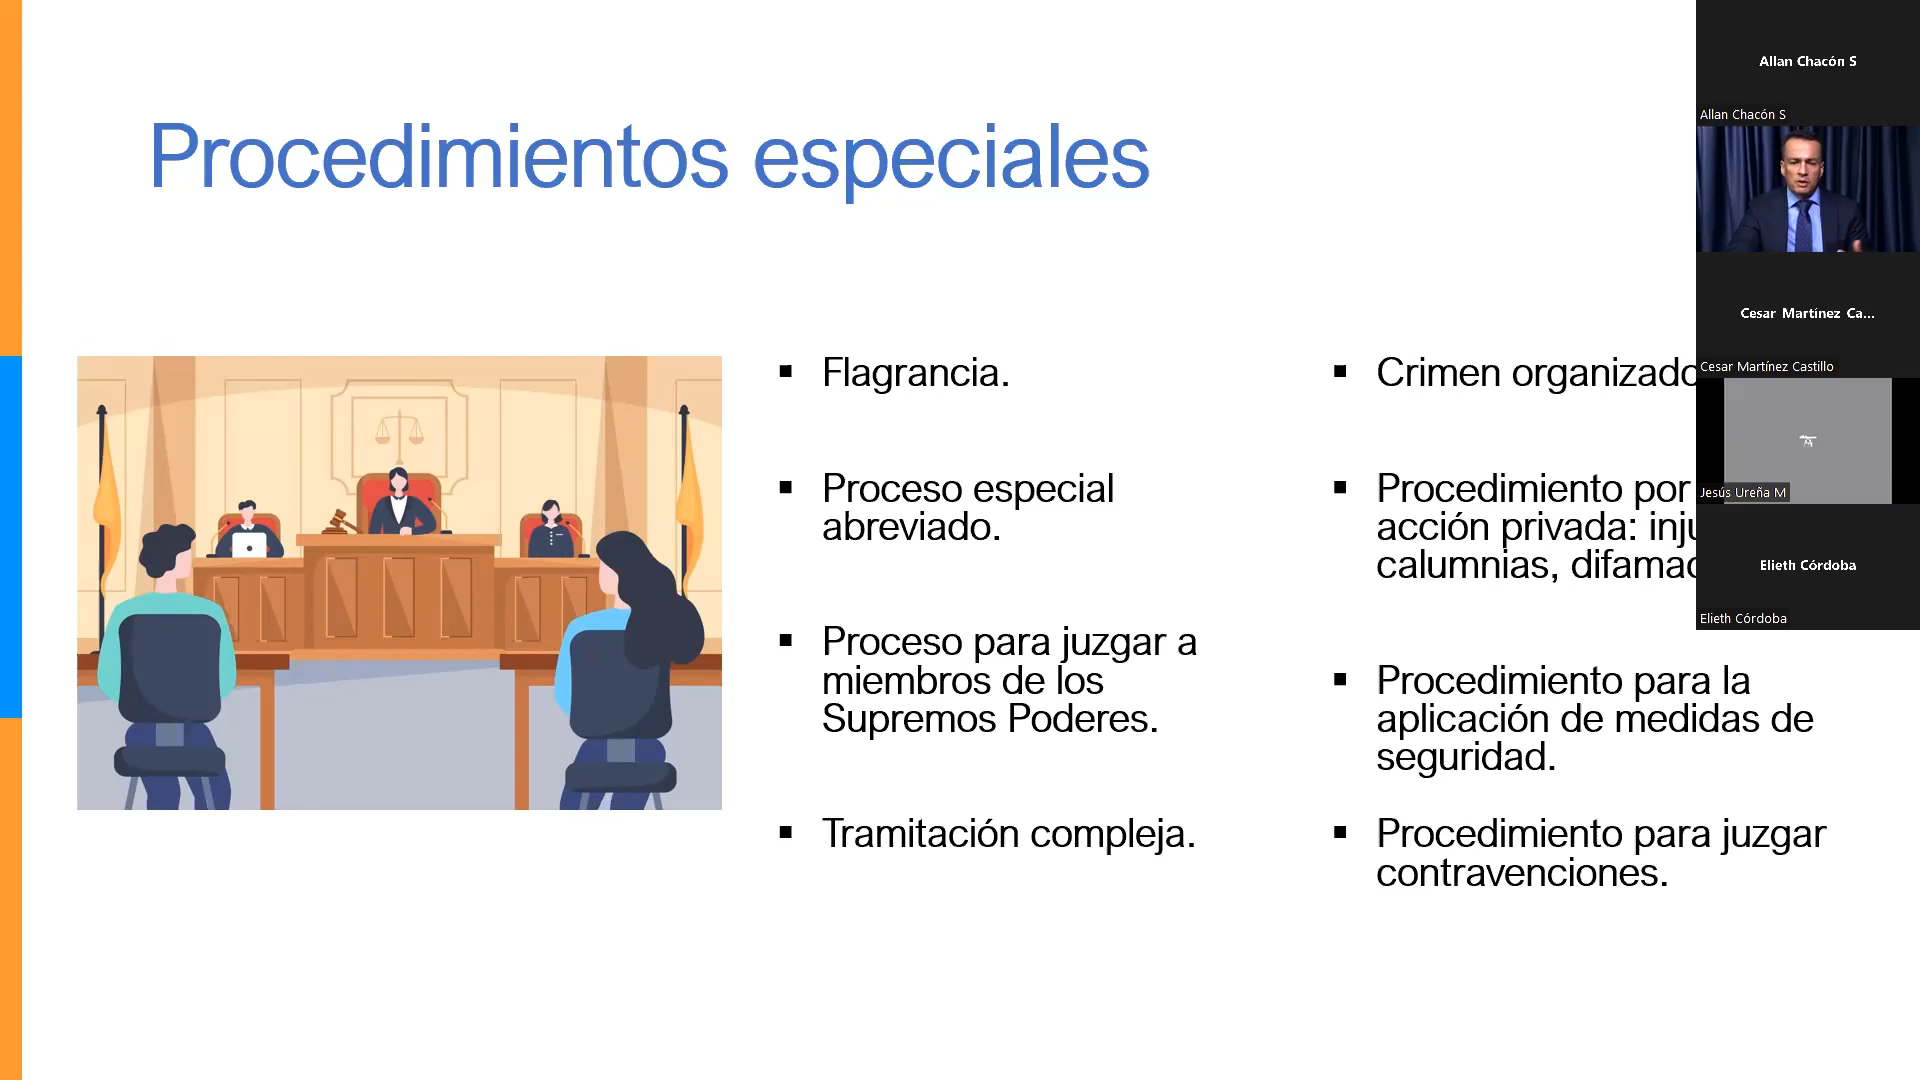 Procedimientos especiales
Flagrancia.
Proceso especial
abreviado.
Proceso para juzgar a
miembros de los
Supremos Poderes.
Tramitación compleja.
Crimen organizado
Procedimiento por
acción privada:
calumnias,
Procedimiento para la
aplicación de medidas de
seguridad.
Procedimiento para juzgar
contravenciones.
Allan Chacón S
Allan Chacón S
Cesar Martínez Ca...
Cesar Martínez Castillo
Jesús Ureña M
Elieth Córdoba
Elieth Córdoba